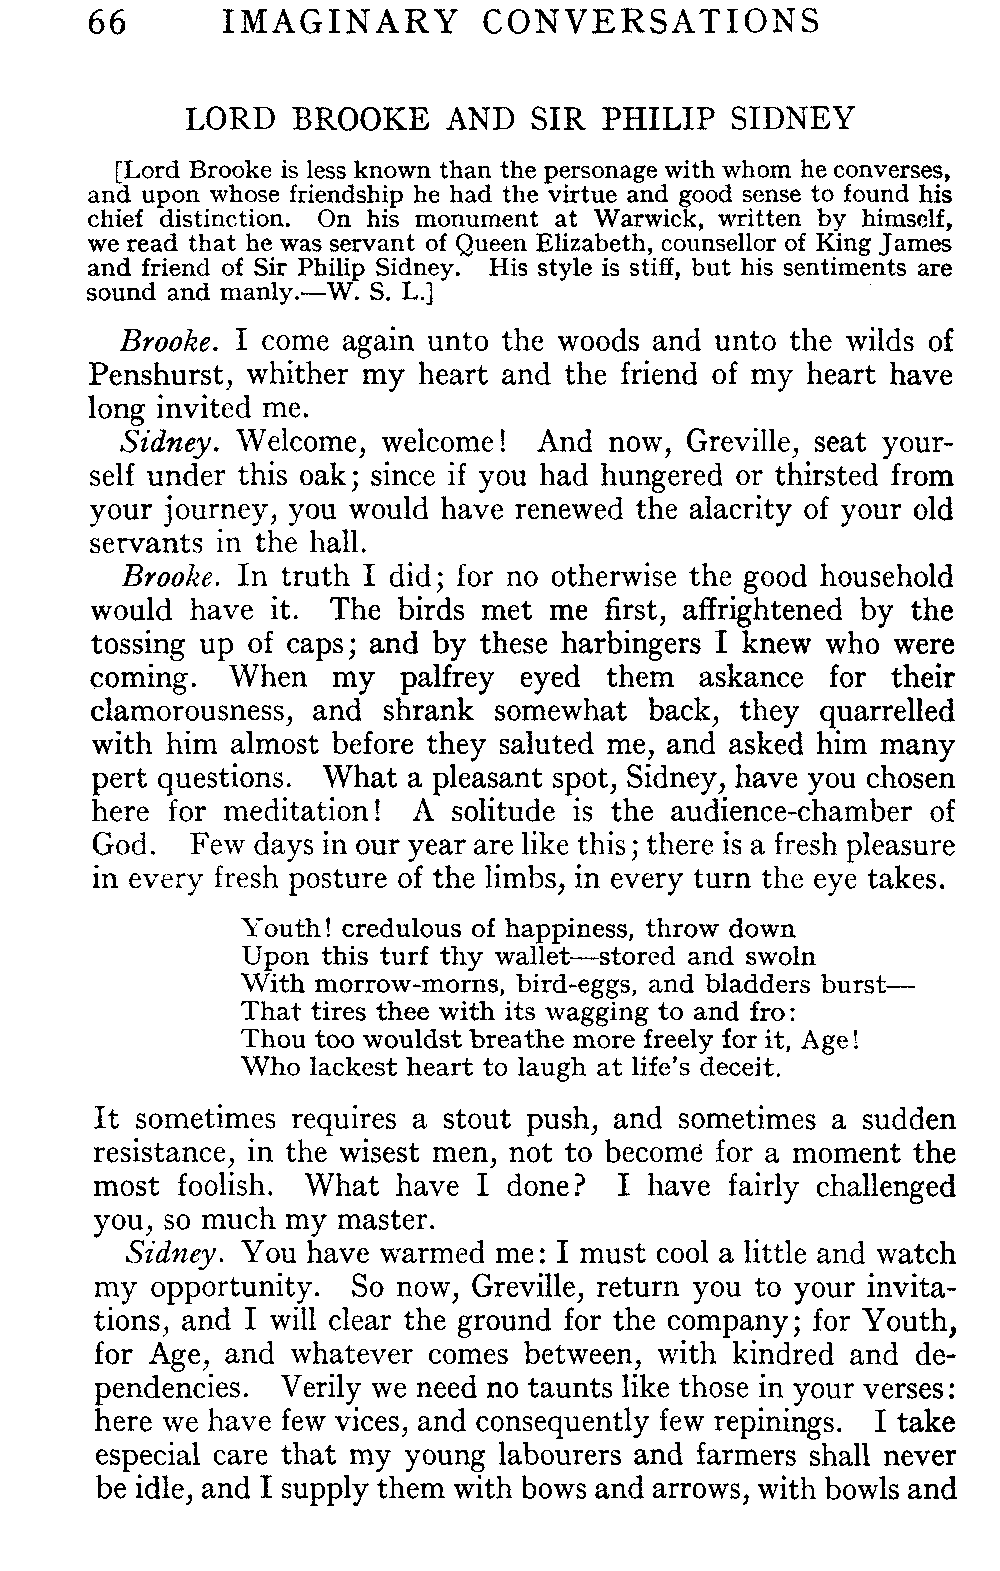 66 IMAGINARY CONVERSATIONS
LORD BROOKE AND SIR PHILIP SIDNEY
[Lord Brooke is less known than the personage with whom he converses,
and upon whose friendship he had the virtue and good sense to found his
chief distinction. On his monument at Warwick, written by himself,
we read that he was servant of Queen Elizabeth, counsellor of King James
and friend of Sir Philip Sidney. His style is stiff, but his sentiments are
sound and manly.—W. S. L.]
Brooke. I come again unto the woods and unto the wilds of
Penshurst, whither my heart and the friend of my heart have
long invited me.
Sidney. Welcome, welcome! And now, Greville, seat your-
self under this oak; since if you had hungered or thirsted from
your journey, you would have renewed the alacrity of your old
servants in the hall.
Brooke. In truth I did; for no otherwise the good household
would have it. The birds met me first, affrightened by the
tossing up of caps; and by these harbingers I knew who were
coming. When my palfrey eyed them askance for their
clamorousness, and shrank somewhat back, they quarrelled
with him almost before they saluted me, and asked him many
pert questions. What a pleasant spot, Sidney, have you chosen
here for meditation! A solitude is the audience-chamber of
God. Few days in our year are like this; there is a fresh pleasure
in every fresh posture of the limbs, in every turn the eye takes.
Youth! credulous of happiness, throw down
Upon this turf thy wallet—stored and swoln
With morrow-morns, bird-eggs, and bladders burst—
That tires thee with its wagging to and fro:
Thou too wouldst breathe more freely for it, Age!
Who lackest heart to laugh at life's deceit.
It sometimes requires a stout push, and sometimes a sudden
resistance, in the wisest men, not to become for a moment the
most foolish. What have I done? I have fairly challenged
you, so much my master.
Sidney. You have warmed me: I must cool a little and watch
my opportunity. So now, Greville, return you to your invita-
tions, and I will clear the ground for the company; for Youth,
for Age, and whatever comes between, with kindred and de-
pendencies. Verily we need no taunts like those in your verses:
here we have few vices, and consequently few repinings. I take
especial care that my young labourers and farmers shall never
be idle, and I supply them with bows and arrows, with bowls and